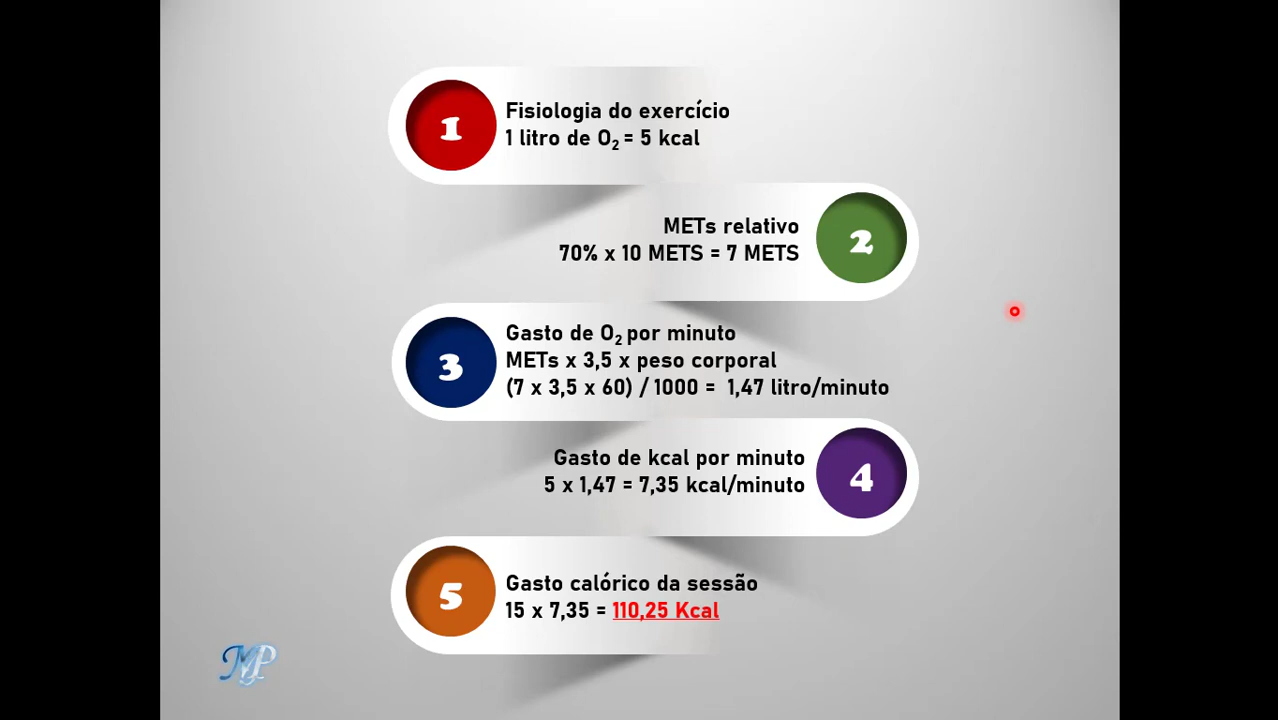 1
Fisiologia do exercício
1 litro de O₂ = 5 kcal
METs relativo
70% x 10 METS = 7 METS
2
3
Gasto de O₂ por minuto
METs x 3,5 x peso corporal
(7 x 3,5 x 60) / 1000 = 1,47 litro/minuto
Gasto de kcal por minuto
5 x 1,47 = 7,35 kcal/minuto
4
5
Gasto calórico da sessão
15 x 7,35 = 110,25 Kcal
MP